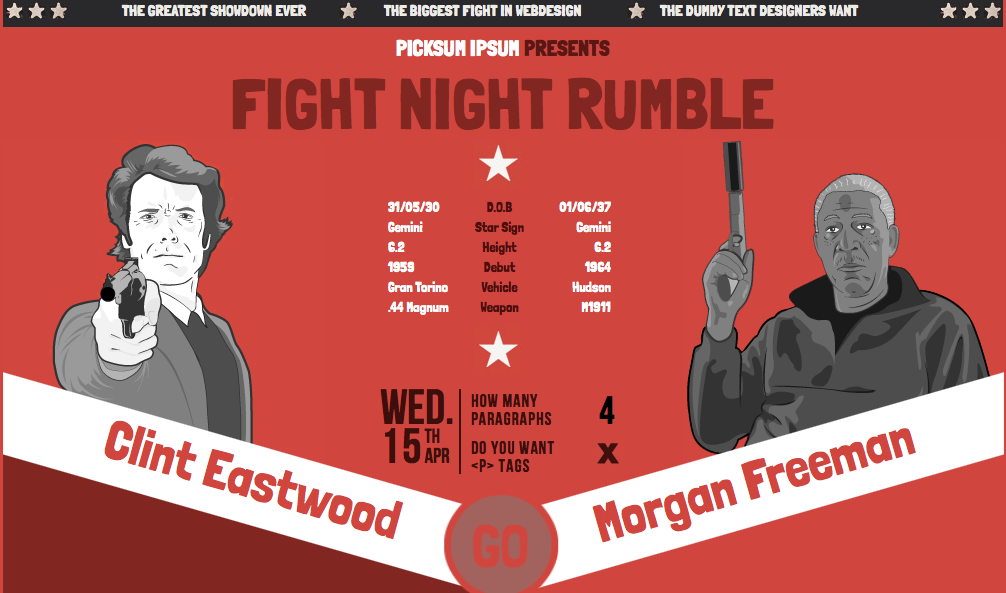 THE GREATEST SHOWDOWN EVER THE BIGGEST FIGHT IN WEBDESIGN THE DUMMY TEXT DESIGNERS WANT
PICKSUM IPSUM PRESENTS
FIGHT NIGHT RUMBLE
31/05/30 D.O.B 01/06/37
Gemini Star Sign Gemini
6.2 Height 6.2
1959 Debut 1964
Gran Torino Vehicle Hudson
.44 Magnum Weapon M1911
WED.
15TH APR
HOW MANY
PARAGRAPHS
4
DO YOU WANT
<P> TAGS
X
Clint Eastwood
Morgan Freeman
GO